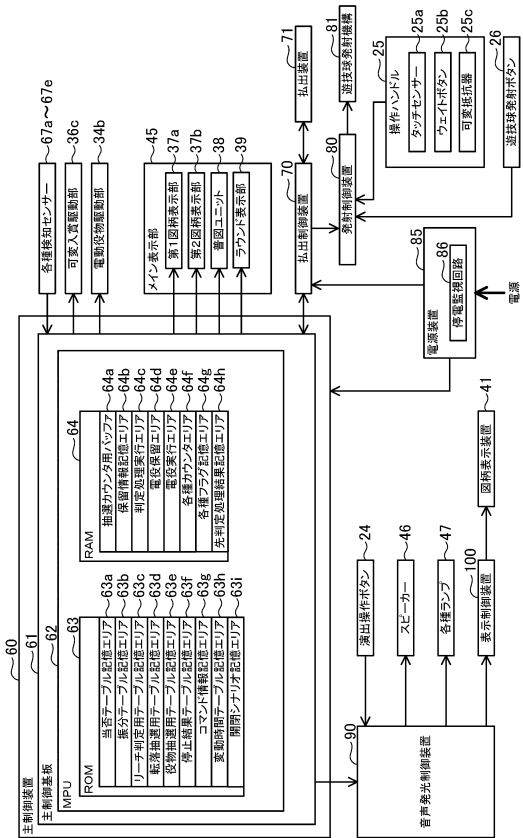 主制御装置
60
主制御基板
61
MPU
62
ROM
63
当否テーブル記憶エリア
63a
振分テーブル記憶エリア
63b
リーチ判定用テーブル記憶エリア
63c
転落抽選用テーブル記憶エリア
63d
役物抽選用テーブル記憶エリア
63e
停止結果テーブル記憶エリア
63f
コマンド情報記憶エリア
63g
変動時間テーブル記憶エリア
63h
開閉シナリオ記憶エリア
63i
RAM
64
抽選カウンタ用バッファ
64a
保留情報記憶エリア
64b
判定処理実行エリア
64c
電役保留エリア
64d
電役実行エリア
64e
各種カウンタエリア
64f
各種フラグ記憶エリア
64g
先判定処理結果記憶エリア
64h
各種検知センサー
67a~67e
可変入賞駆動部
36c
電動役物駆動部
34b
メイン表示部
45
第1図柄表示部
37a
第2図柄表示部
37b
普図ユニット
38
ラウンド表示部
39
払出制御装置
70
払出装置
71
発射制御装置
80
遊技球発射機構
81
操作ハンドル
25
タッチセンサー
25a
ウェイトボタン
25b
可変抵抗器
25c
遊技球発射ボタン
26
電源装置
85
停電監視回路
86
電源
音声発光制御装置
90
演出操作ボタン
24
スピーカー
46
各種ランプ
47
表示制御装置
100
図柄表示装置
41